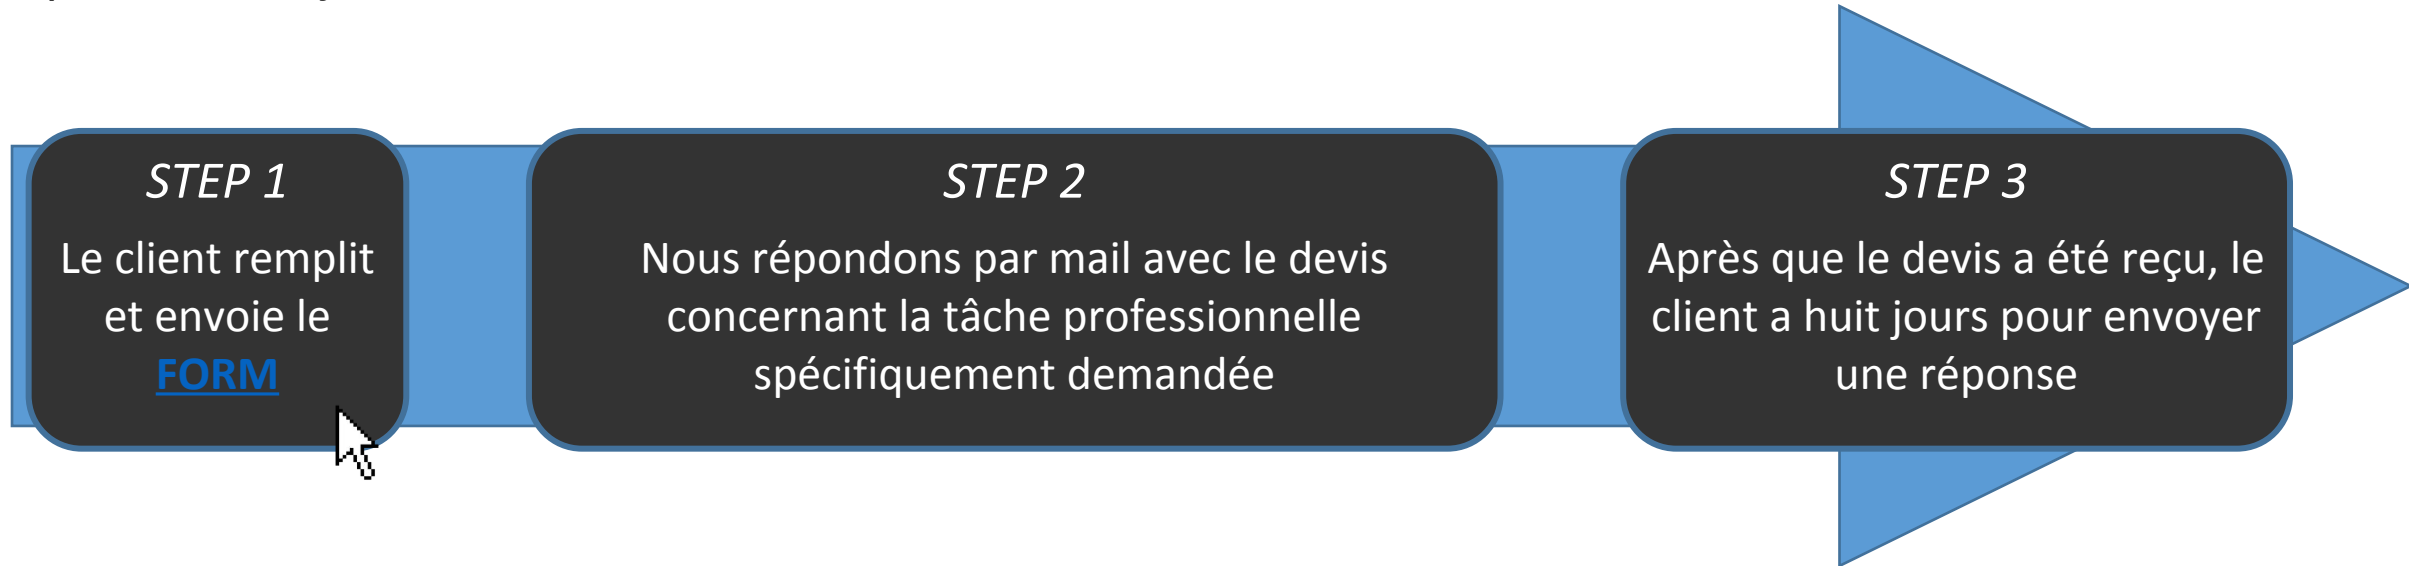 STEP 1
Le client remplit
et envoie le
FORM
STEP 2
Nous répondons par mail avec le devis
concernant la tâche professionnelle
spécifiquement demandée
STEP 3
Après que le devis a été reçu, le
client a huit jours pour envoyer
une réponse